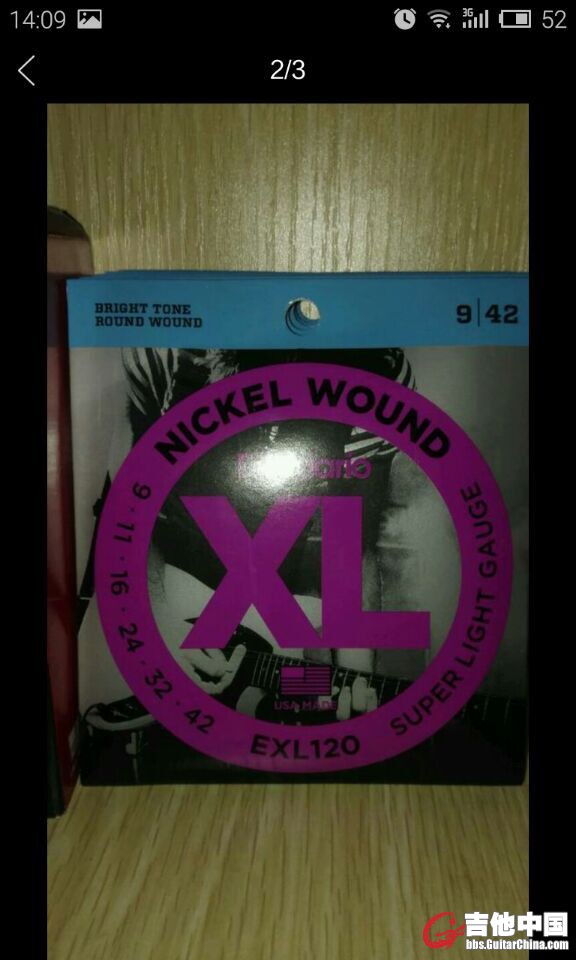 14:09
3G
52
2/3
BRIGHT TONE
ROUND WOUND
9|42
NICKEL WOUND
XL
9 · 11 · 16 · 24 · 32 · 42
SUPER LIGHT GAUGE
USA MADE
EXL120
吉他中国
bbs.GuitarChina.com